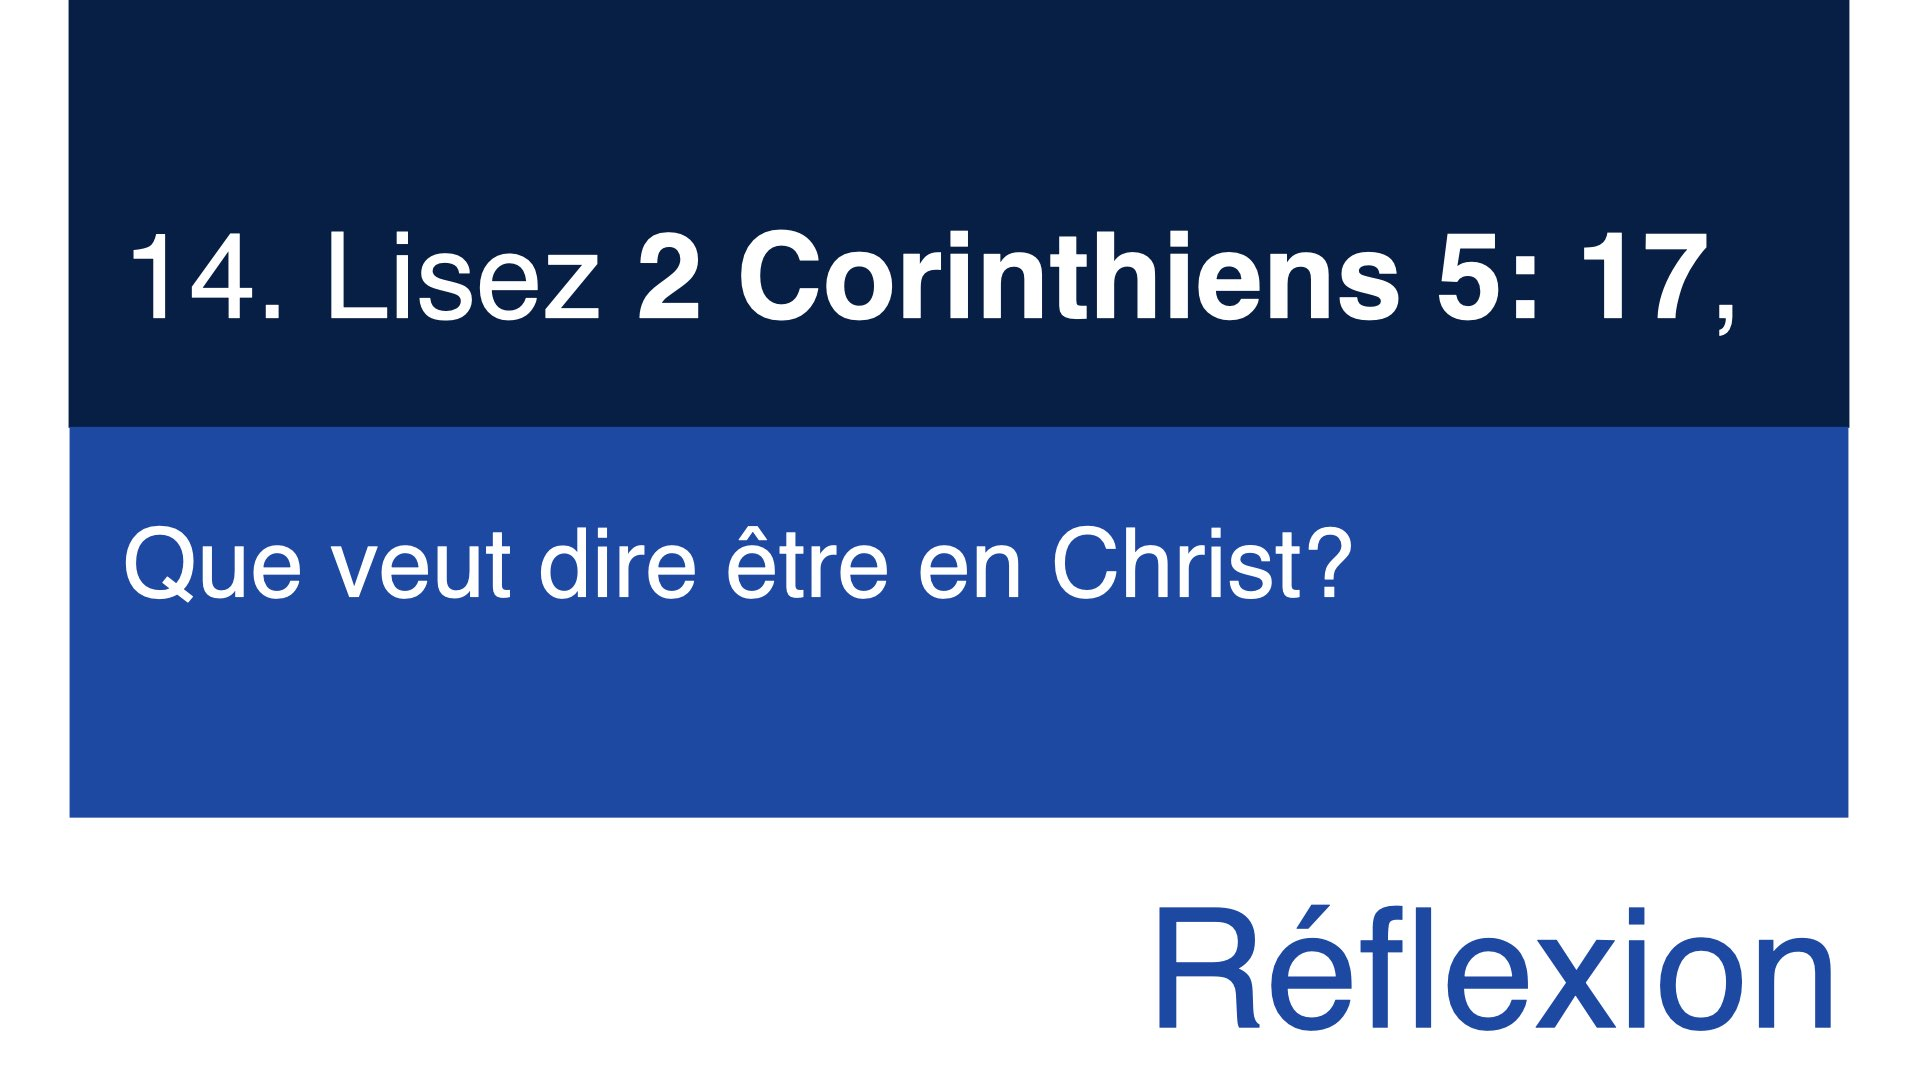 14. Lisez 2 Corinthiens 5: 17,
Que veut dire être en Christ?
Réflexion